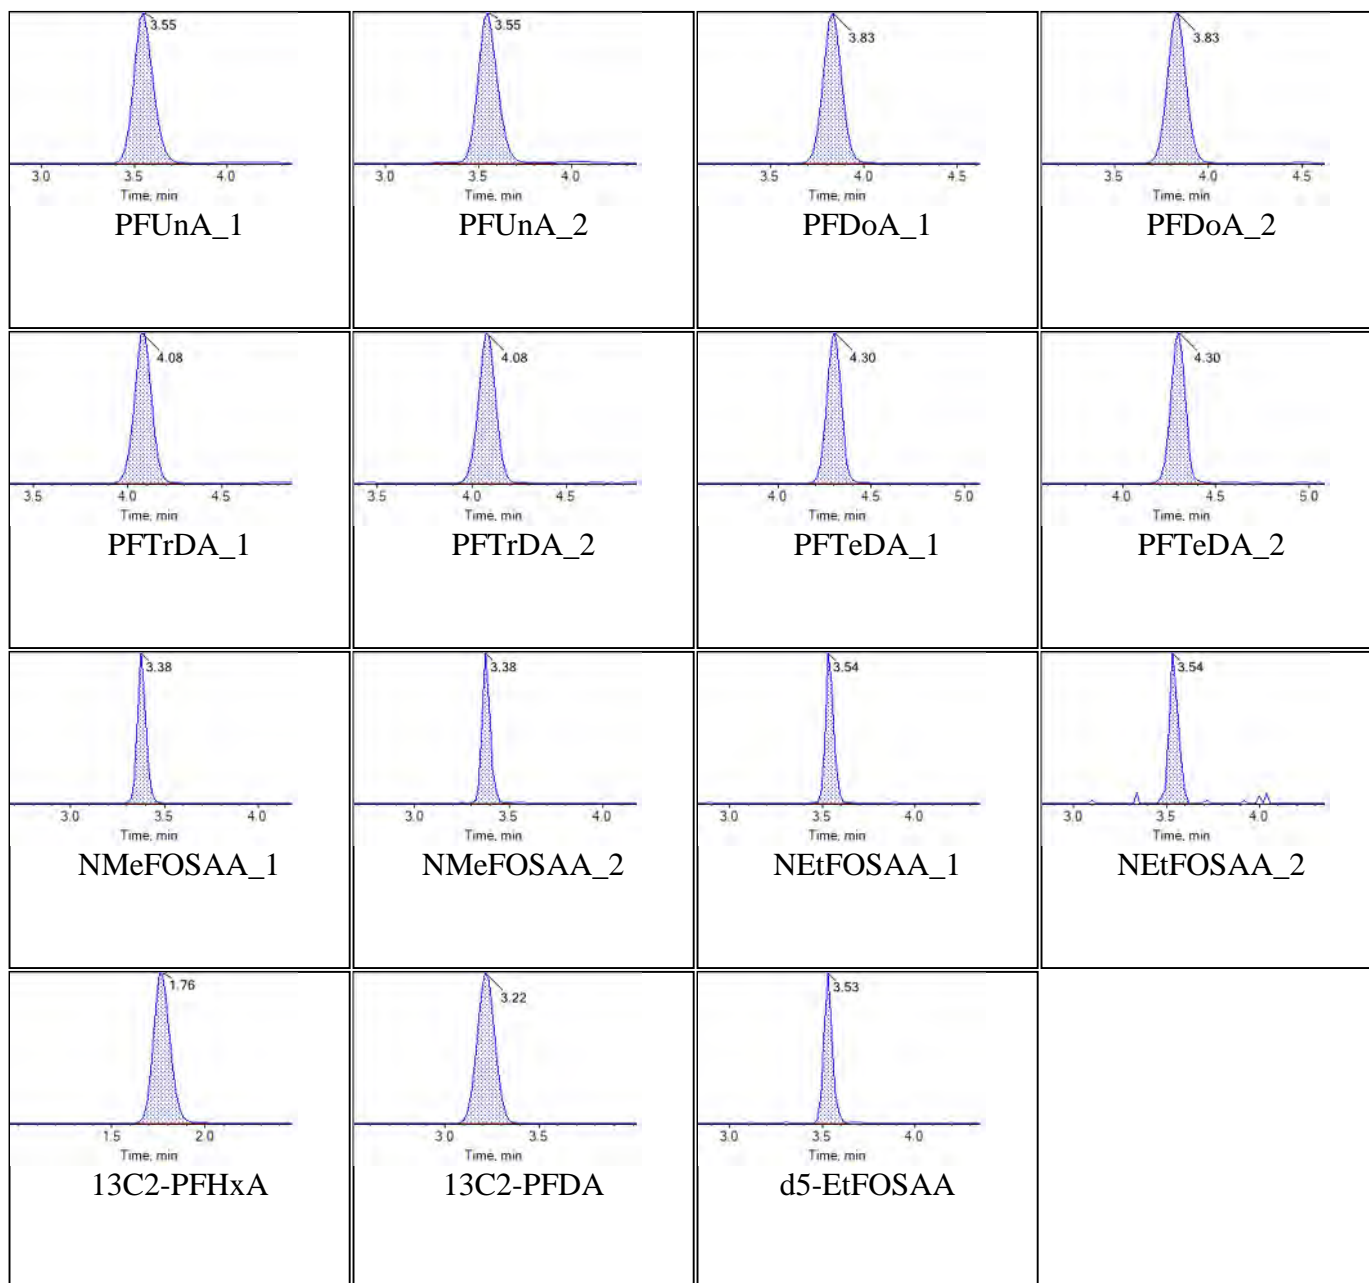 3.55
3.0 3.5 4.0
Time, min
PFUnA_1
3.55
3.0 3.5 4.0
Time, min
PFUnA_2
3.83
3.5 4.0 4.5
Time, min
PFDoA_1
3.83
3.5 4.0 4.5
Time, min
PFDoA_2
4.08
3.5 4.0 4.5
Time, min
PFTrDA_1
4.08
3.5 4.0 4.5
Time, min
PFTrDA_2
4.30
4.0 4.5 5.0
Time, min
PFTeDA_1
4.30
4.0 4.5 5.0
Time, min
PFTeDA_2
3.38
3.0 3.5 4.0
Time, min
NMeFOSAA_1
3.38
3.0 3.5 4.0
Time, min
NMeFOSAA_2
3.54
3.0 3.5 4.0
Time, min
NEtFOSAA_1
3.54
3.0 3.5 4.0
Time, min
NEtFOSAA_2
1.76
1.5 2.0
Time, min
13C2-PFHxA
3.22
3.0 3.5
Time, min
13C2-PFDA
3.53
3.0 3.5 4.0
Time, min
d5-EtFOSAA